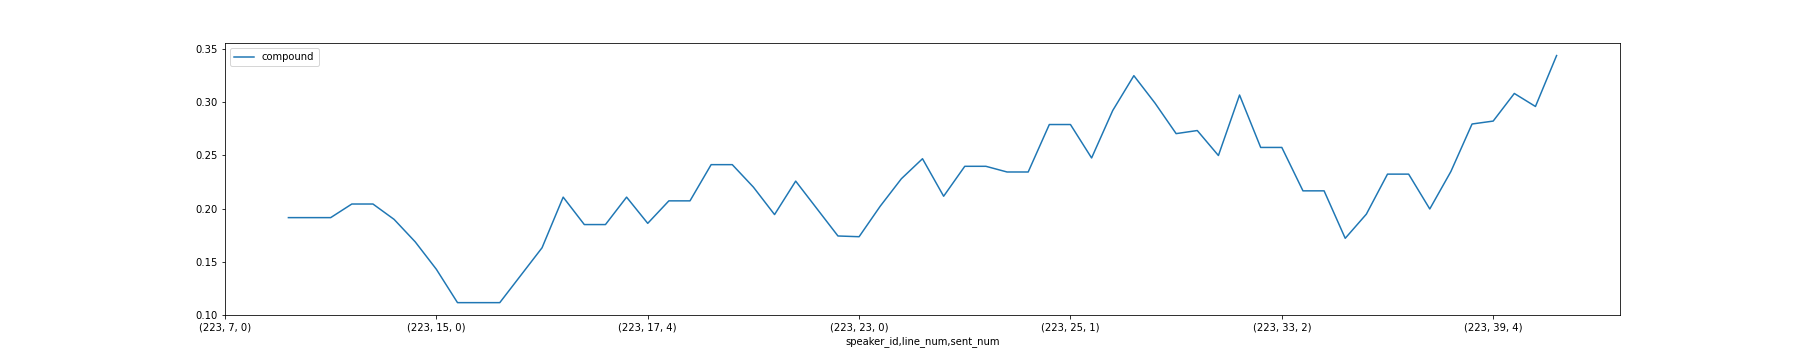 0.35
compound
0.30
0.25
0.20
0.15
0.10
(223, 7, 0) (223, 15, 0) (223, 17, 4) (223, 23, 0) (223, 25, 1) (223, 33, 2) (223, 39, 4)
speaker_id,line_num,sent_num